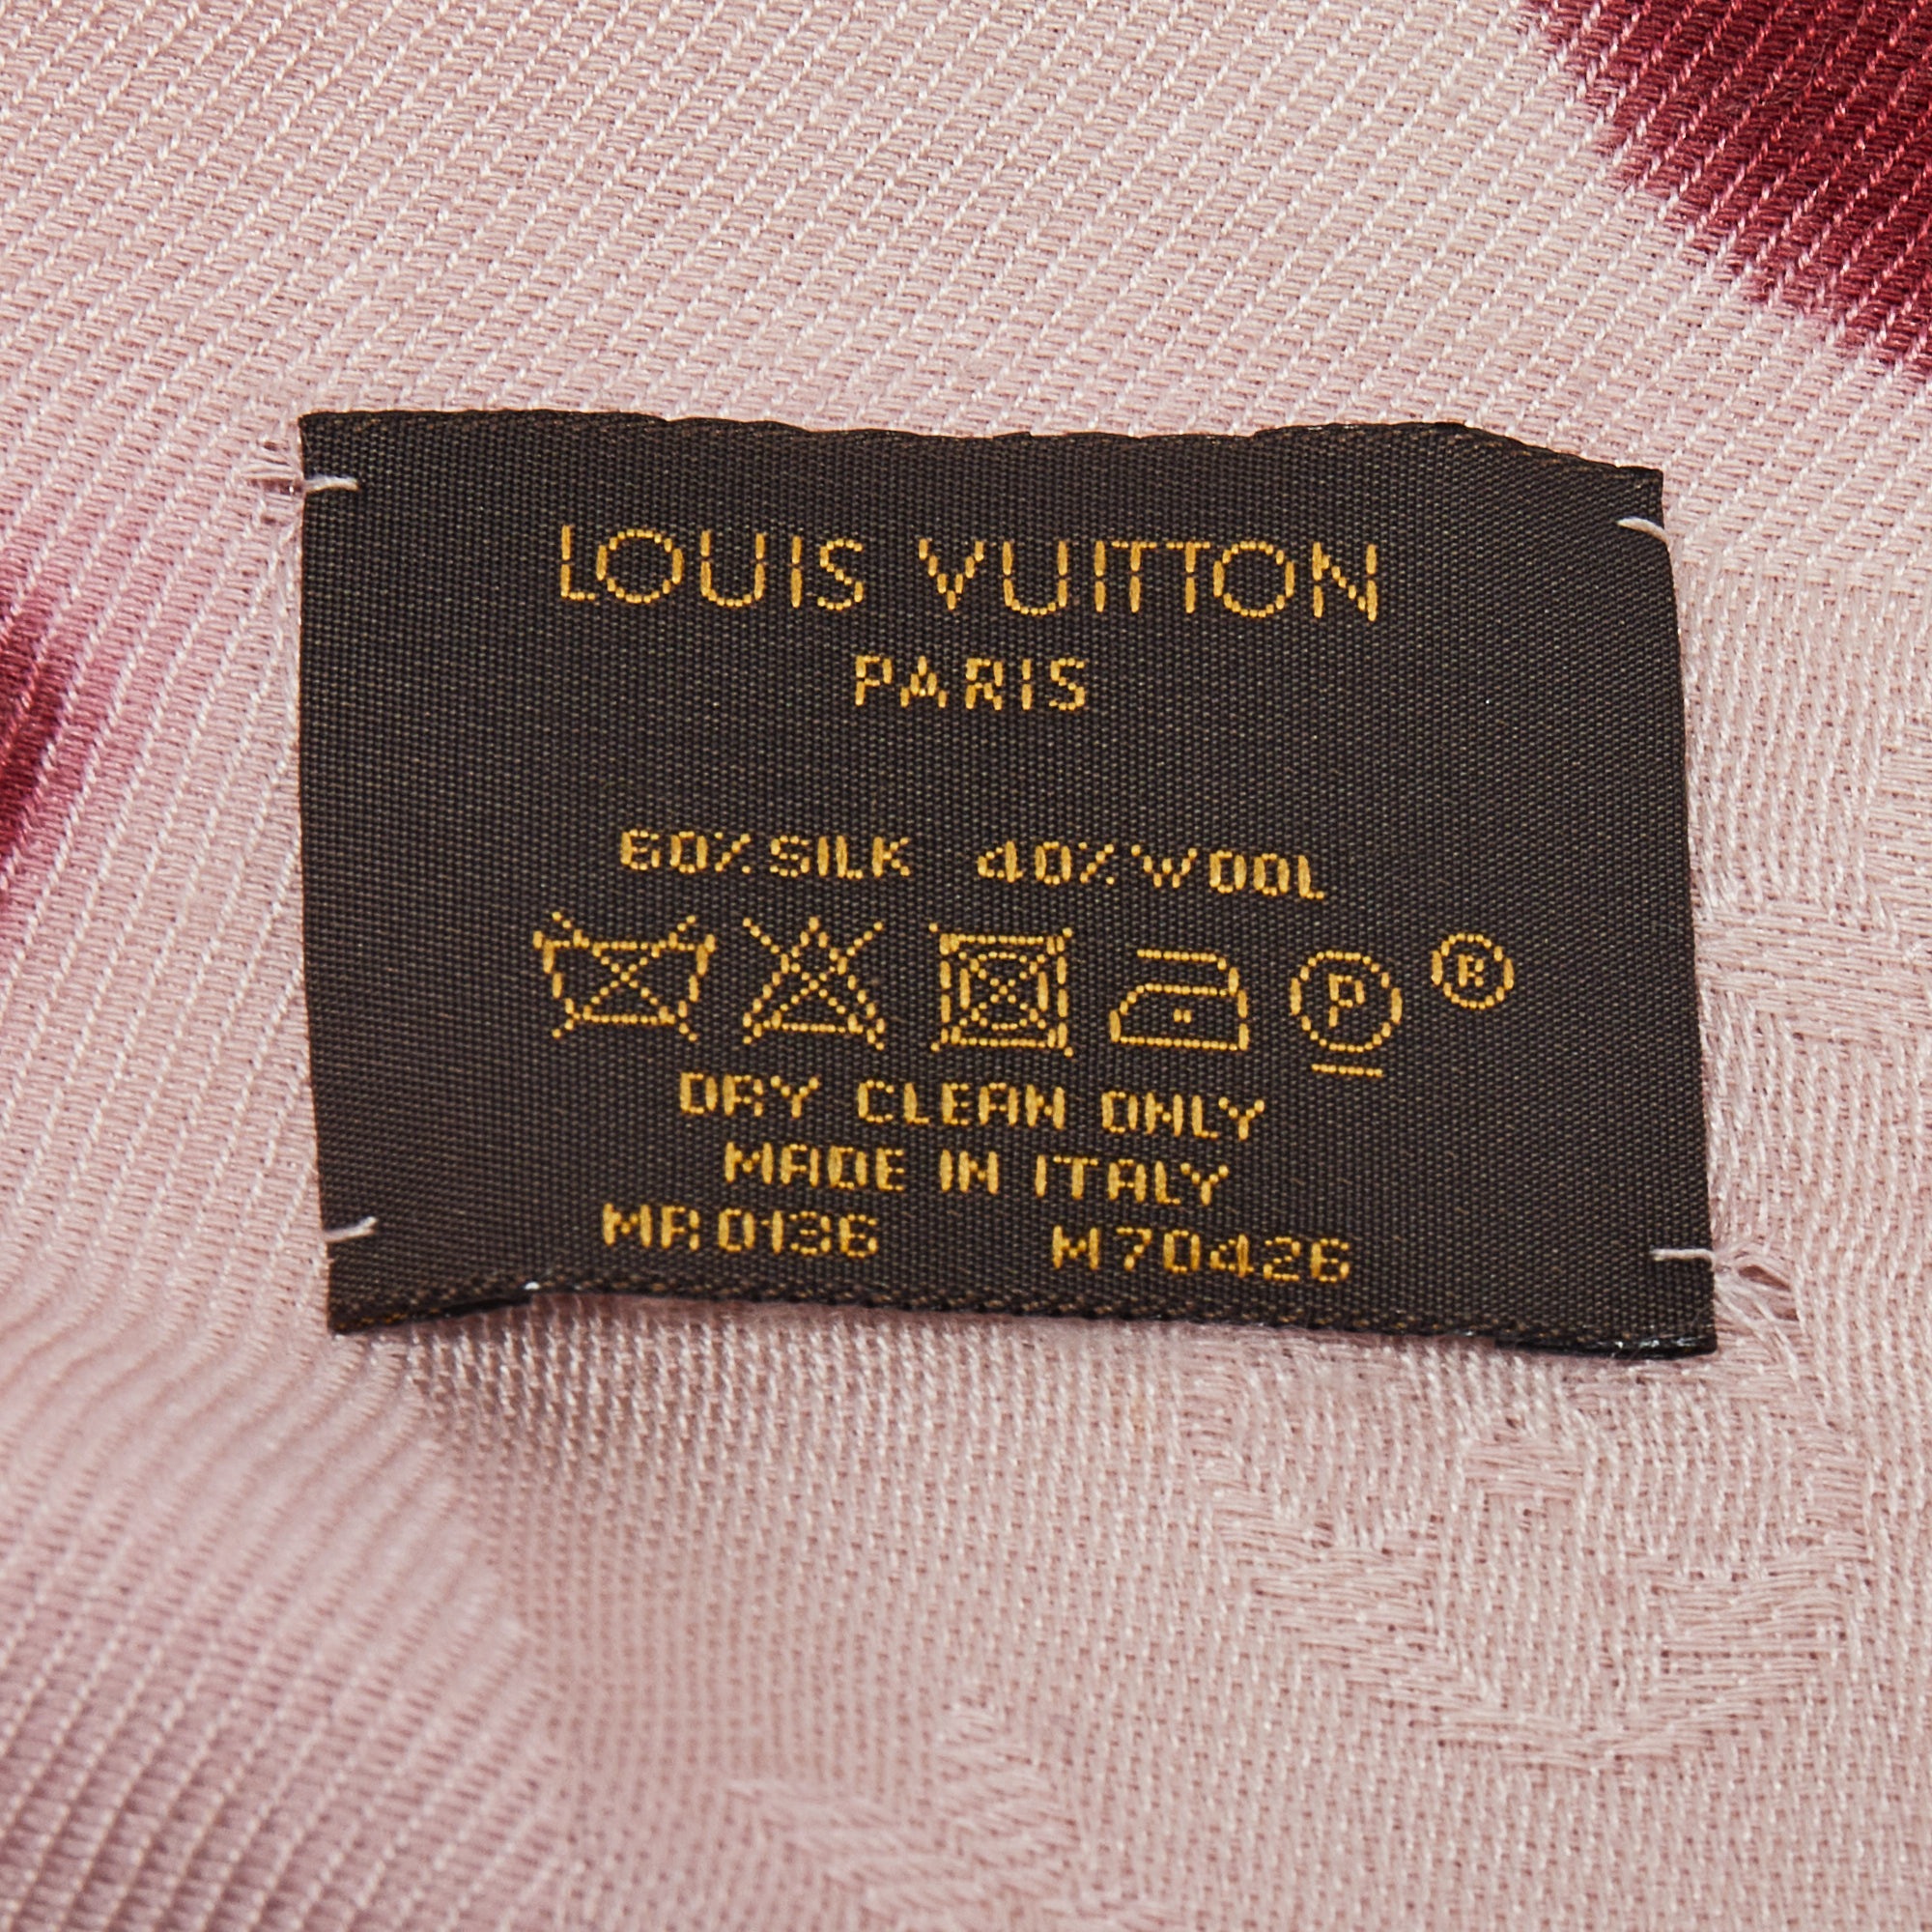 LOUIS VUITTON
PARIS
60% SILK 40% WOOL
P ®
DRY CLEAN ONLY
MADE IN ITALY
MR0136 M70426